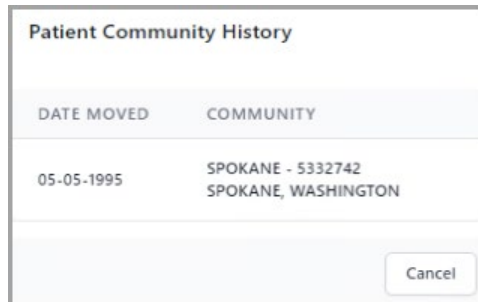 Patient Community History
DATE MOVED COMMUNITY
05-05-1995 SPOKANE - 5332742
SPOKANE, WASHINGTON
Cancel